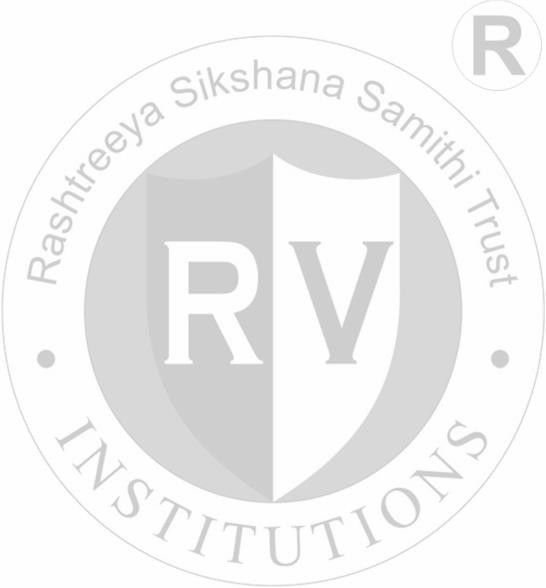 R
Rashtreeya Sikshana Samithi Trust
RV
INSTITUTIONS